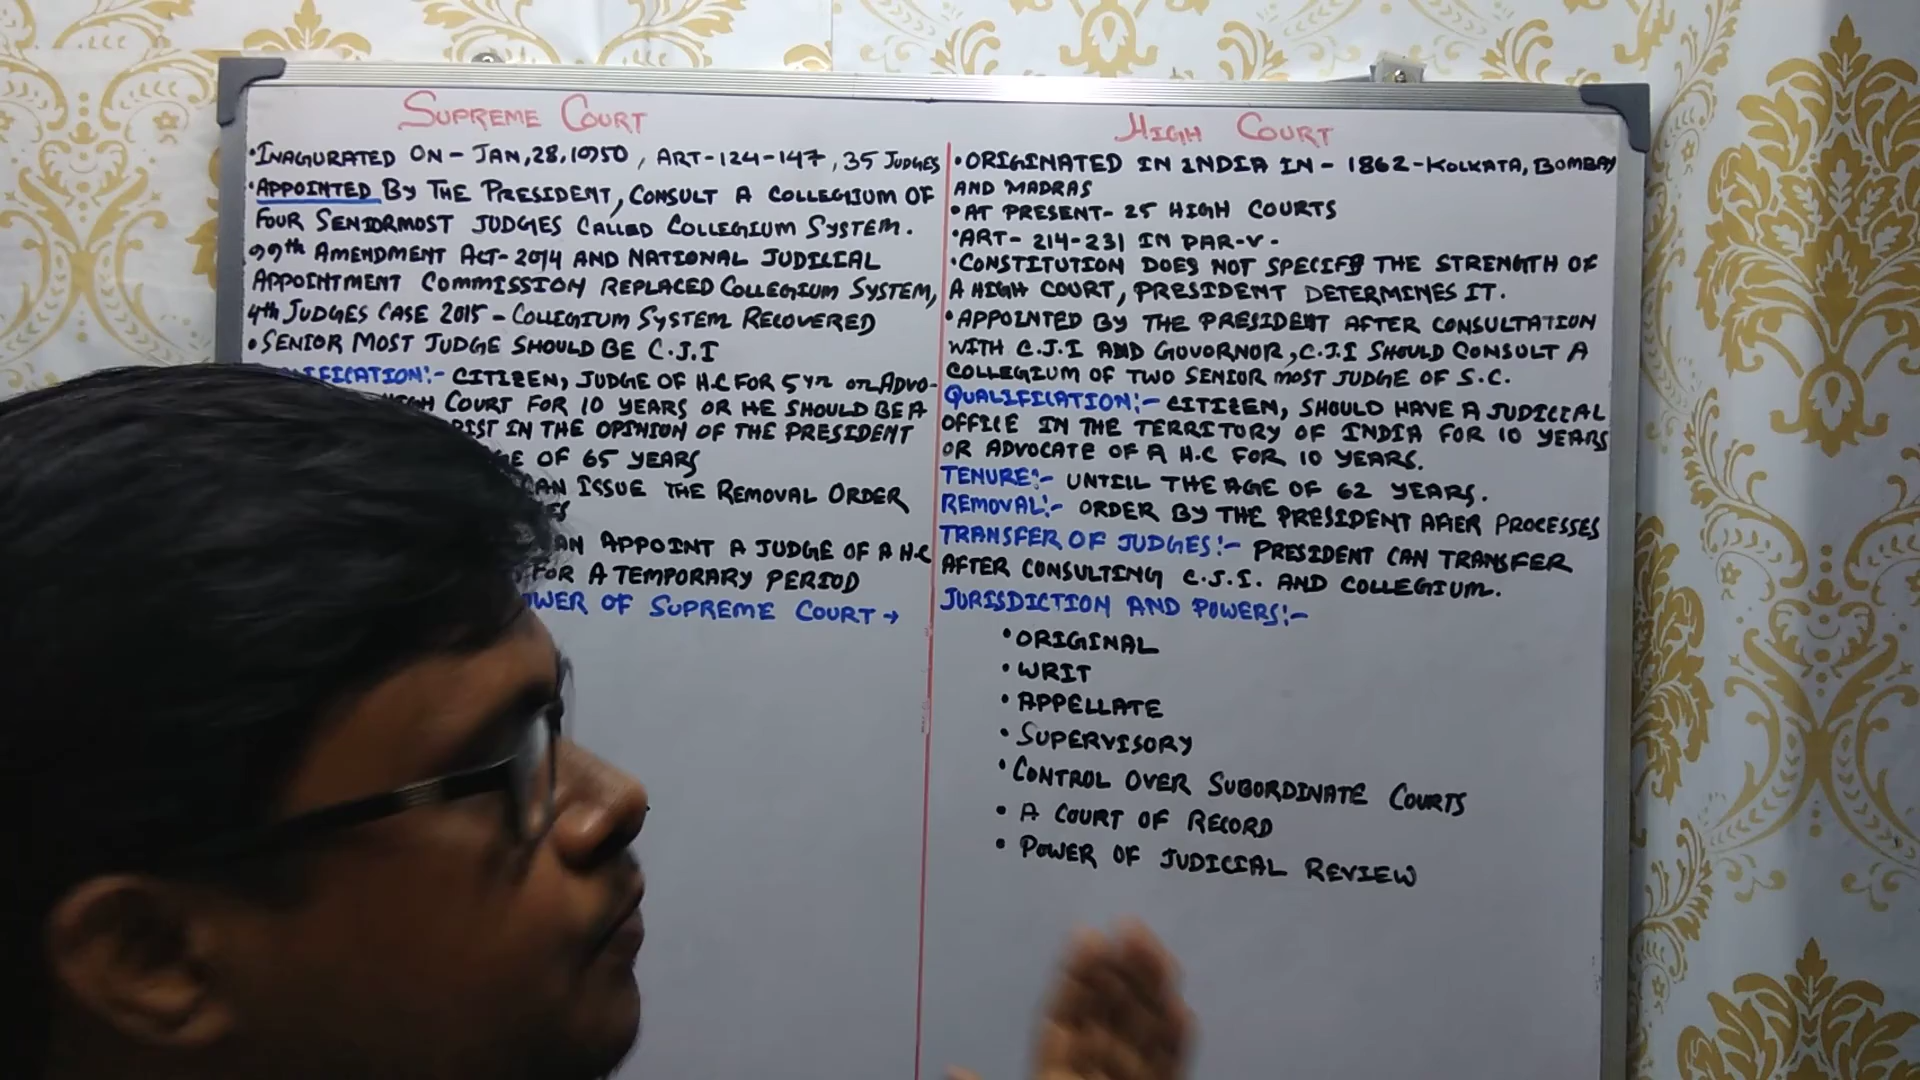 SUPREME COURT
•INAGURATED ON - JAN,28,1950, ART-124-147, 35 JUDGES
•APPOINTED BY THE PRESIDENT, CONSULT A COLLEGIUM OF
FOUR SENIORMOST JUDGES CALLED COLLEGIUM SYSTEM.
99th AMENDMENT ACT-2014 AND NATIONAL JUDICIAL
APPOINTMENT COMMISSION REPLACED COLLEGIUM SYSTEM,
4th JUDGES CASE 2015 - COLLEGIUM SYSTEM RECOVERED
•SENIOR MOST JUDGE SHOULD BE C.J.I
IFICATION:- CITIZEN, JUDGE OF H.C FOR 5 YR OR ADVO-
COURT FOR 10 YEARS OR HE SHOULD BE A
IST IN THE OPINION OF THE PRESIDENT
OF 65 YEARS
AN ISSUE THE REMOVAL ORDER
AN APPOINT A JUDGE OF A H.C
FOR A TEMPORARY PERIOD
OWER OF SUPREME COURT →
HIGH COURT
•ORIGINATED IN INDIA IN - 1862-KOLKATA, BOMBAY
AND MADRAS
•AT PRESENT- 25 HIGH COURTS
•ART- 214-231 IN PAR-V-
•CONSTITUTION DOES NOT SPECIFY THE STRENGTH OF
A HIGH COURT, PRESIDENT DETERMINES IT.
•APPOINTED BY THE PRESIDENT AFTER CONSULTATION
WITH C.J.I AND GUVORNOR, C.J.I SHOULD CONSULT A
COLLEGIUM OF TWO SENIOR MOST JUDGE OF S.C.
QUALIFICATION:- CITIZEN, SHOULD HAVE A JUDICIAL
OFFICE IN THE TERRITORY OF INDIA FOR 10 YEARS
OR ADVOCATE OF A H.C FOR 10 YEARS.
TENURE:- UNTIL THE AGE OF 62 YEARS.
REMOVAL:- ORDER BY THE PRESIDENT AFTER PROCESSES
TRANSFER OF JUDGES:- PRESIDENT CAN TRANSFER
AFTER CONSULTING C.J.I. AND COLLEGIUM.
JURISDICTION AND POWERS:-
•ORIGINAL
•WRIT
•APPELLATE
•SUPERVISORY
•CONTROL OVER SUBORDINATE COURTS
•A COURT OF RECORD
•POWER OF JUDICIAL REVIEW